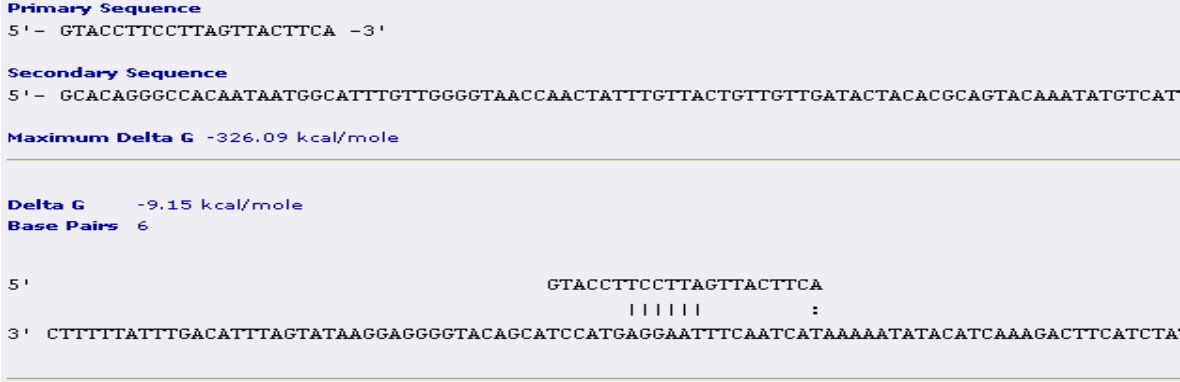 Primary Sequence
5'- GTACCTTCCTTAGTTACTTCA -3'
Secondary Sequence
5'- GCACAGGGCCACAATAATGGCATTTGTTGGGGTAACCAACTATTTGTTACTGTTGTTGATACTACACGCAGTACAAATATGTCAT
Maximum Delta G -326.09 kcal/mole
Delta G -9.15 kcal/mole
Base Pairs 6
5' GTACCTTCCTTAGTTACTTCA
|||||| :
3' CTTTTTATTTGACATTTAGTATAAGGAGGGGTACAGCATCCATGAGGAATTTCAATCATAAAAATATACATCAAAGACTTCATCTA